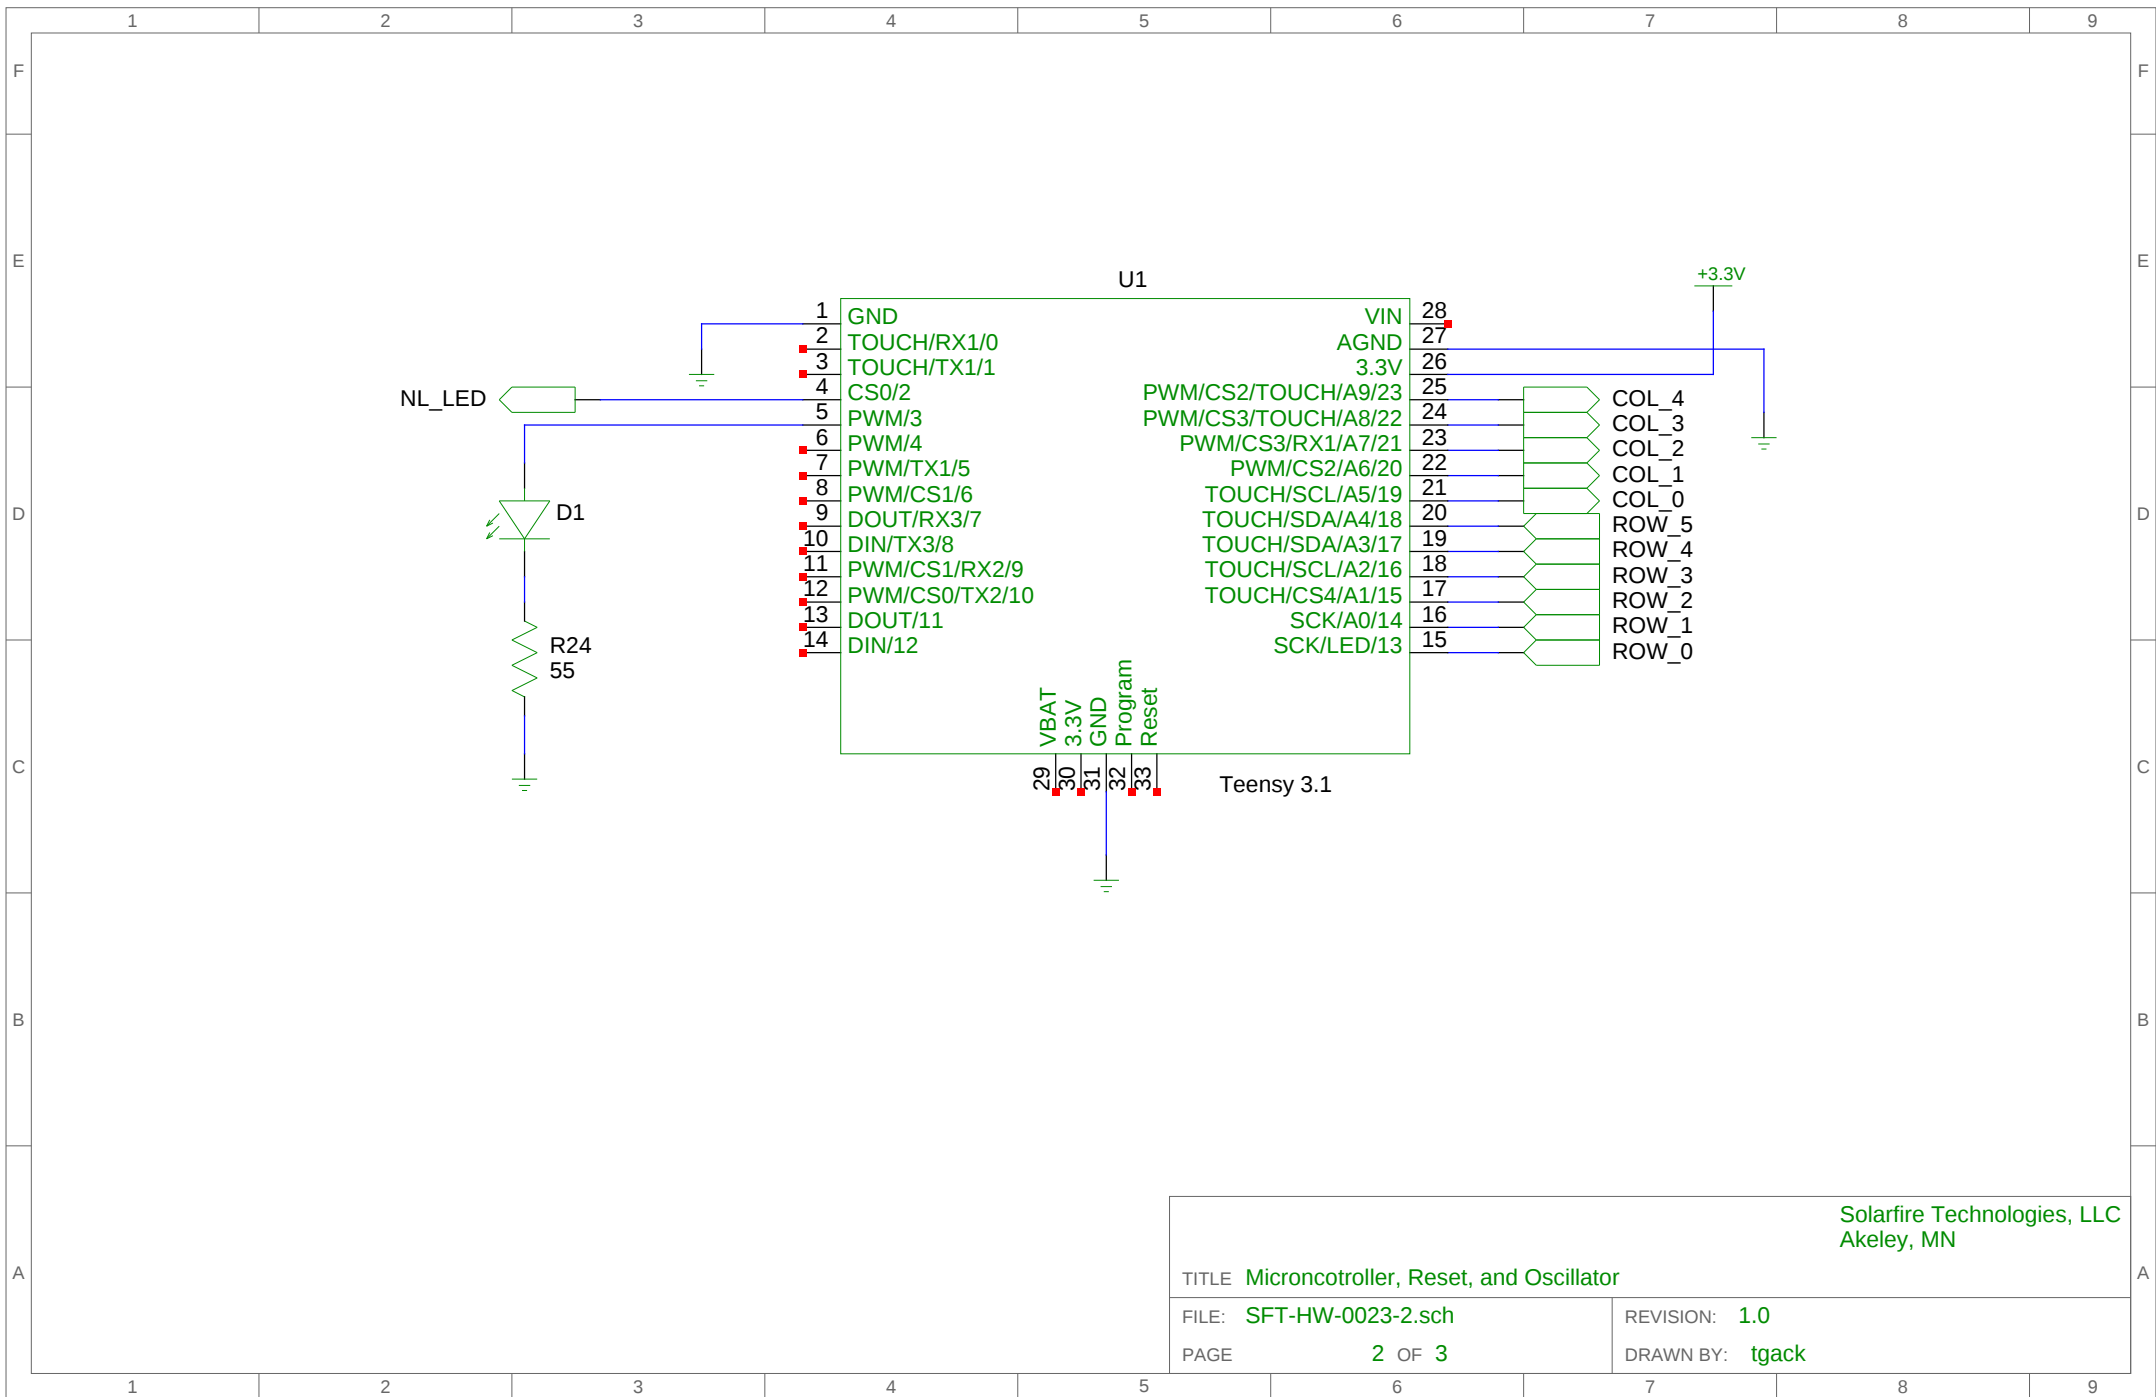 1 2 3 4 5 6 7 8 9
F F
E E
D D
C C
B B
A A
U1
+3.3V
1 GND
2 TOUCH/RX1/0
3 TOUCH/TX1/1
4 CS0/2
5 PWM/3
6 PWM/4
7 PWM/TX1/5
8 PWM/CS1/6
9 DOUT/RX3/7
10 DIN/TX3/8
11 PWM/CS1/RX2/9
12 PWM/CS0/TX2/10
13 DOUT/11
14 DIN/12
NL_LED
D1
R24
55
VIN 28
AGND 27
3.3V 26
PWM/CS2/TOUCH/A9/23 25 COL_4
PWM/CS3/TOUCH/A8/22 24 COL_3
PWM/CS3/RX1/A7/21 23 COL_2
PWM/CS2/A6/20 22 COL_1
TOUCH/SCL/A5/19 21 COL_0
TOUCH/SDA/A4/18 20 ROW_5
TOUCH/SDA/A3/17 19 ROW_4
TOUCH/SCL/A2/16 18 ROW_3
TOUCH/CS4/A1/15 17 ROW_2
SCK/A0/14 16 ROW_1
SCK/LED/13 15 ROW_0
VBAT 29
3.3V 30
GND 31
Program 32
Reset 33
Teensy 3.1
Solarfire Technologies, LLC
Akeley, MN
TITLE Microncotroller, Reset, and Oscillator
FILE: SFT-HW-0023-2.sch
REVISION: 1.0
PAGE 2 OF 3
DRAWN BY: tgack
1 2 3 4 5 6 7 8 9